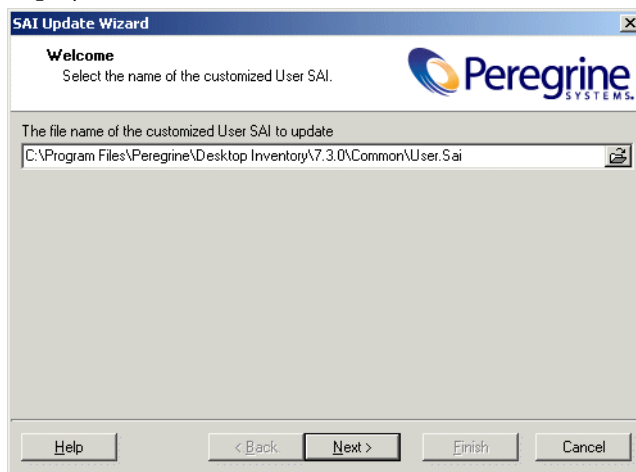 SAI Update Wizard
Welcome
Select the name of the customized User SAI.
Peregrine
SYSTEMS.
The file name of the customized User SAI to update
C:\Program Files\Peregrine\Desktop Inventory\7.3.0\Common\User.Sai
Help
< Back
Next >
Finish
Cancel